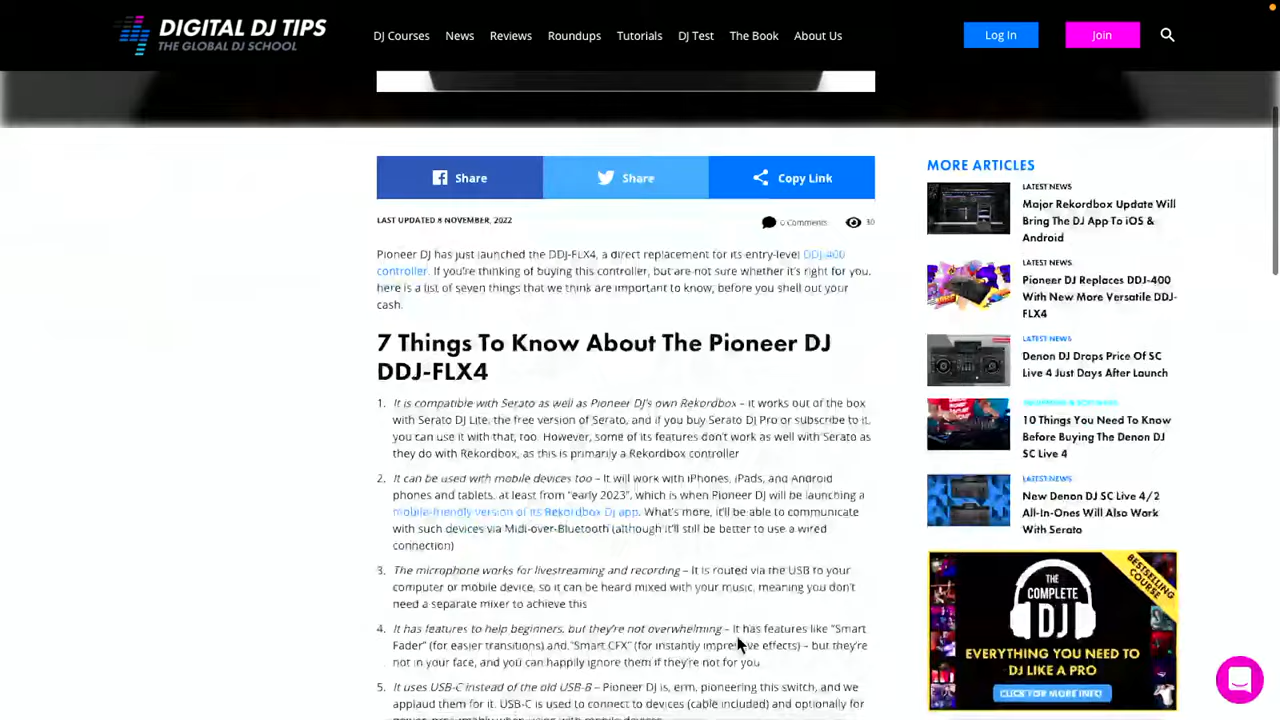 DIGITAL DJ TIPS
THE GLOBAL DJ SCHOOL
DJ Courses
News
Reviews
Roundups
Tutorials
DJ Test
The Book
About Us
Log In
Join
Share
Share
Copy Link
LAST UPDATED 8 NOVEMBER, 2022
0 Comments
30
Pioneer DJ has just launched the DDJ-FLX4, a direct replacement for its entry-level DDJ-400
controller. If you're thinking of buying this controller, but are not sure whether it's right for you,
here is a list of seven things that we think are important to know, before you shell out your
cash.
7 Things To Know About The Pioneer DJ
DDJ-FLX4
1. It is compatible with Serato as well as Pioneer DJ's own Rekordbox – it works out of the box
with Serato DJ Lite, the free version of Serato, and if you buy Serato DJ Pro or subscribe to it,
you can use it with that, too. However, some of its features don't work as well with Serato as
they do with Rekordbox, as this is primarily a Rekordbox controller
2. It can be used with mobile devices too – It will work with iPhones, iPads, and Android
phones and tablets, at least from "early 2023", which is when Pioneer DJ will be launching a
mobile-friendly version of its Rekordbox DJ app. What's more, it'll be able to communicate
with such devices via Midi-over-Bluetooth (although it'll still be better to use a wired
connection)
3. The microphone works for livestreaming and recording – It is routed via the USB to your
computer or mobile device, so it can be heard mixed with your music, meaning you don't
need a separate mixer to achieve this
4. It has features to help beginners, but they're not overwhelming – It has features like "Smart
Fader" (for easier transitions) and "Smart CFX" (for instantly impressive effects) – but they're
not in your face, and you can happily ignore them if they're not for you
5. It uses USB-C instead of the old USB-B – Pioneer DJ is, erm, pioneering this switch, and we
applaud them for it. USB-C is used to connect to devices (cable included) and optionally for
MORE ARTICLES
LATEST NEWS
Major Rekordbox Update Will
Bring The DJ App To iOS &
Android
LATEST NEWS
Pioneer DJ Replaces DDJ-400
With New More Versatile DDJ-
FLX4
LATEST NEWS
Denon DJ Drops Price Of SC
Live 4 Just Days After Launch
10 Things You Need To Know
Before Buying The Denon DJ
SC Live 4
LATEST NEWS
New Denon DJ SC Live 4/2
All-In-Ones Will Also Work
With Serato
BESTSELLING
COURSE
THE
COMPLETE
DJ
EVERYTHING YOU NEED TO
DJ LIKE A PRO
CLICK FOR MORE INFO